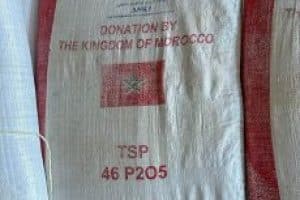 DONATION BY
THE KINGDOM OF MOROCCO
TSP
46 P2O5